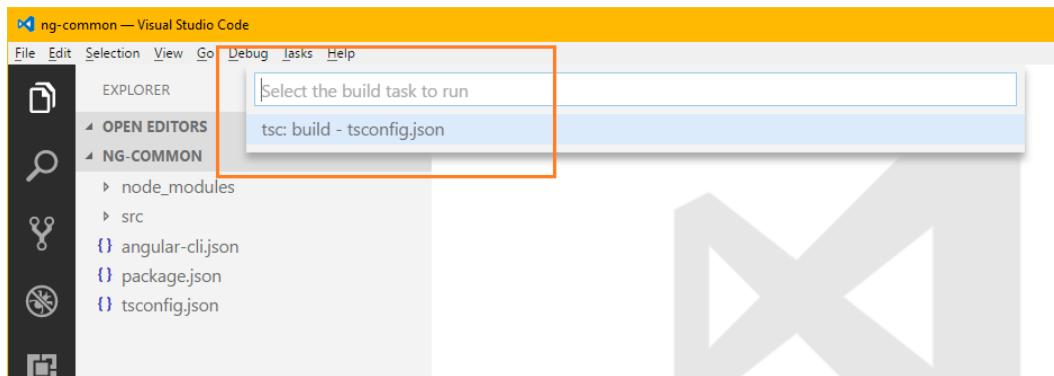 ng-common — Visual Studio Code
File Edit Selection View Go Debug Tasks Help
EXPLORER
Select the build task to run
OPEN EDITORS
tsc: build - tsconfig.json
NG-COMMON
node_modules
src
{} angular-cli.json
{} package.json
{} tsconfig.json